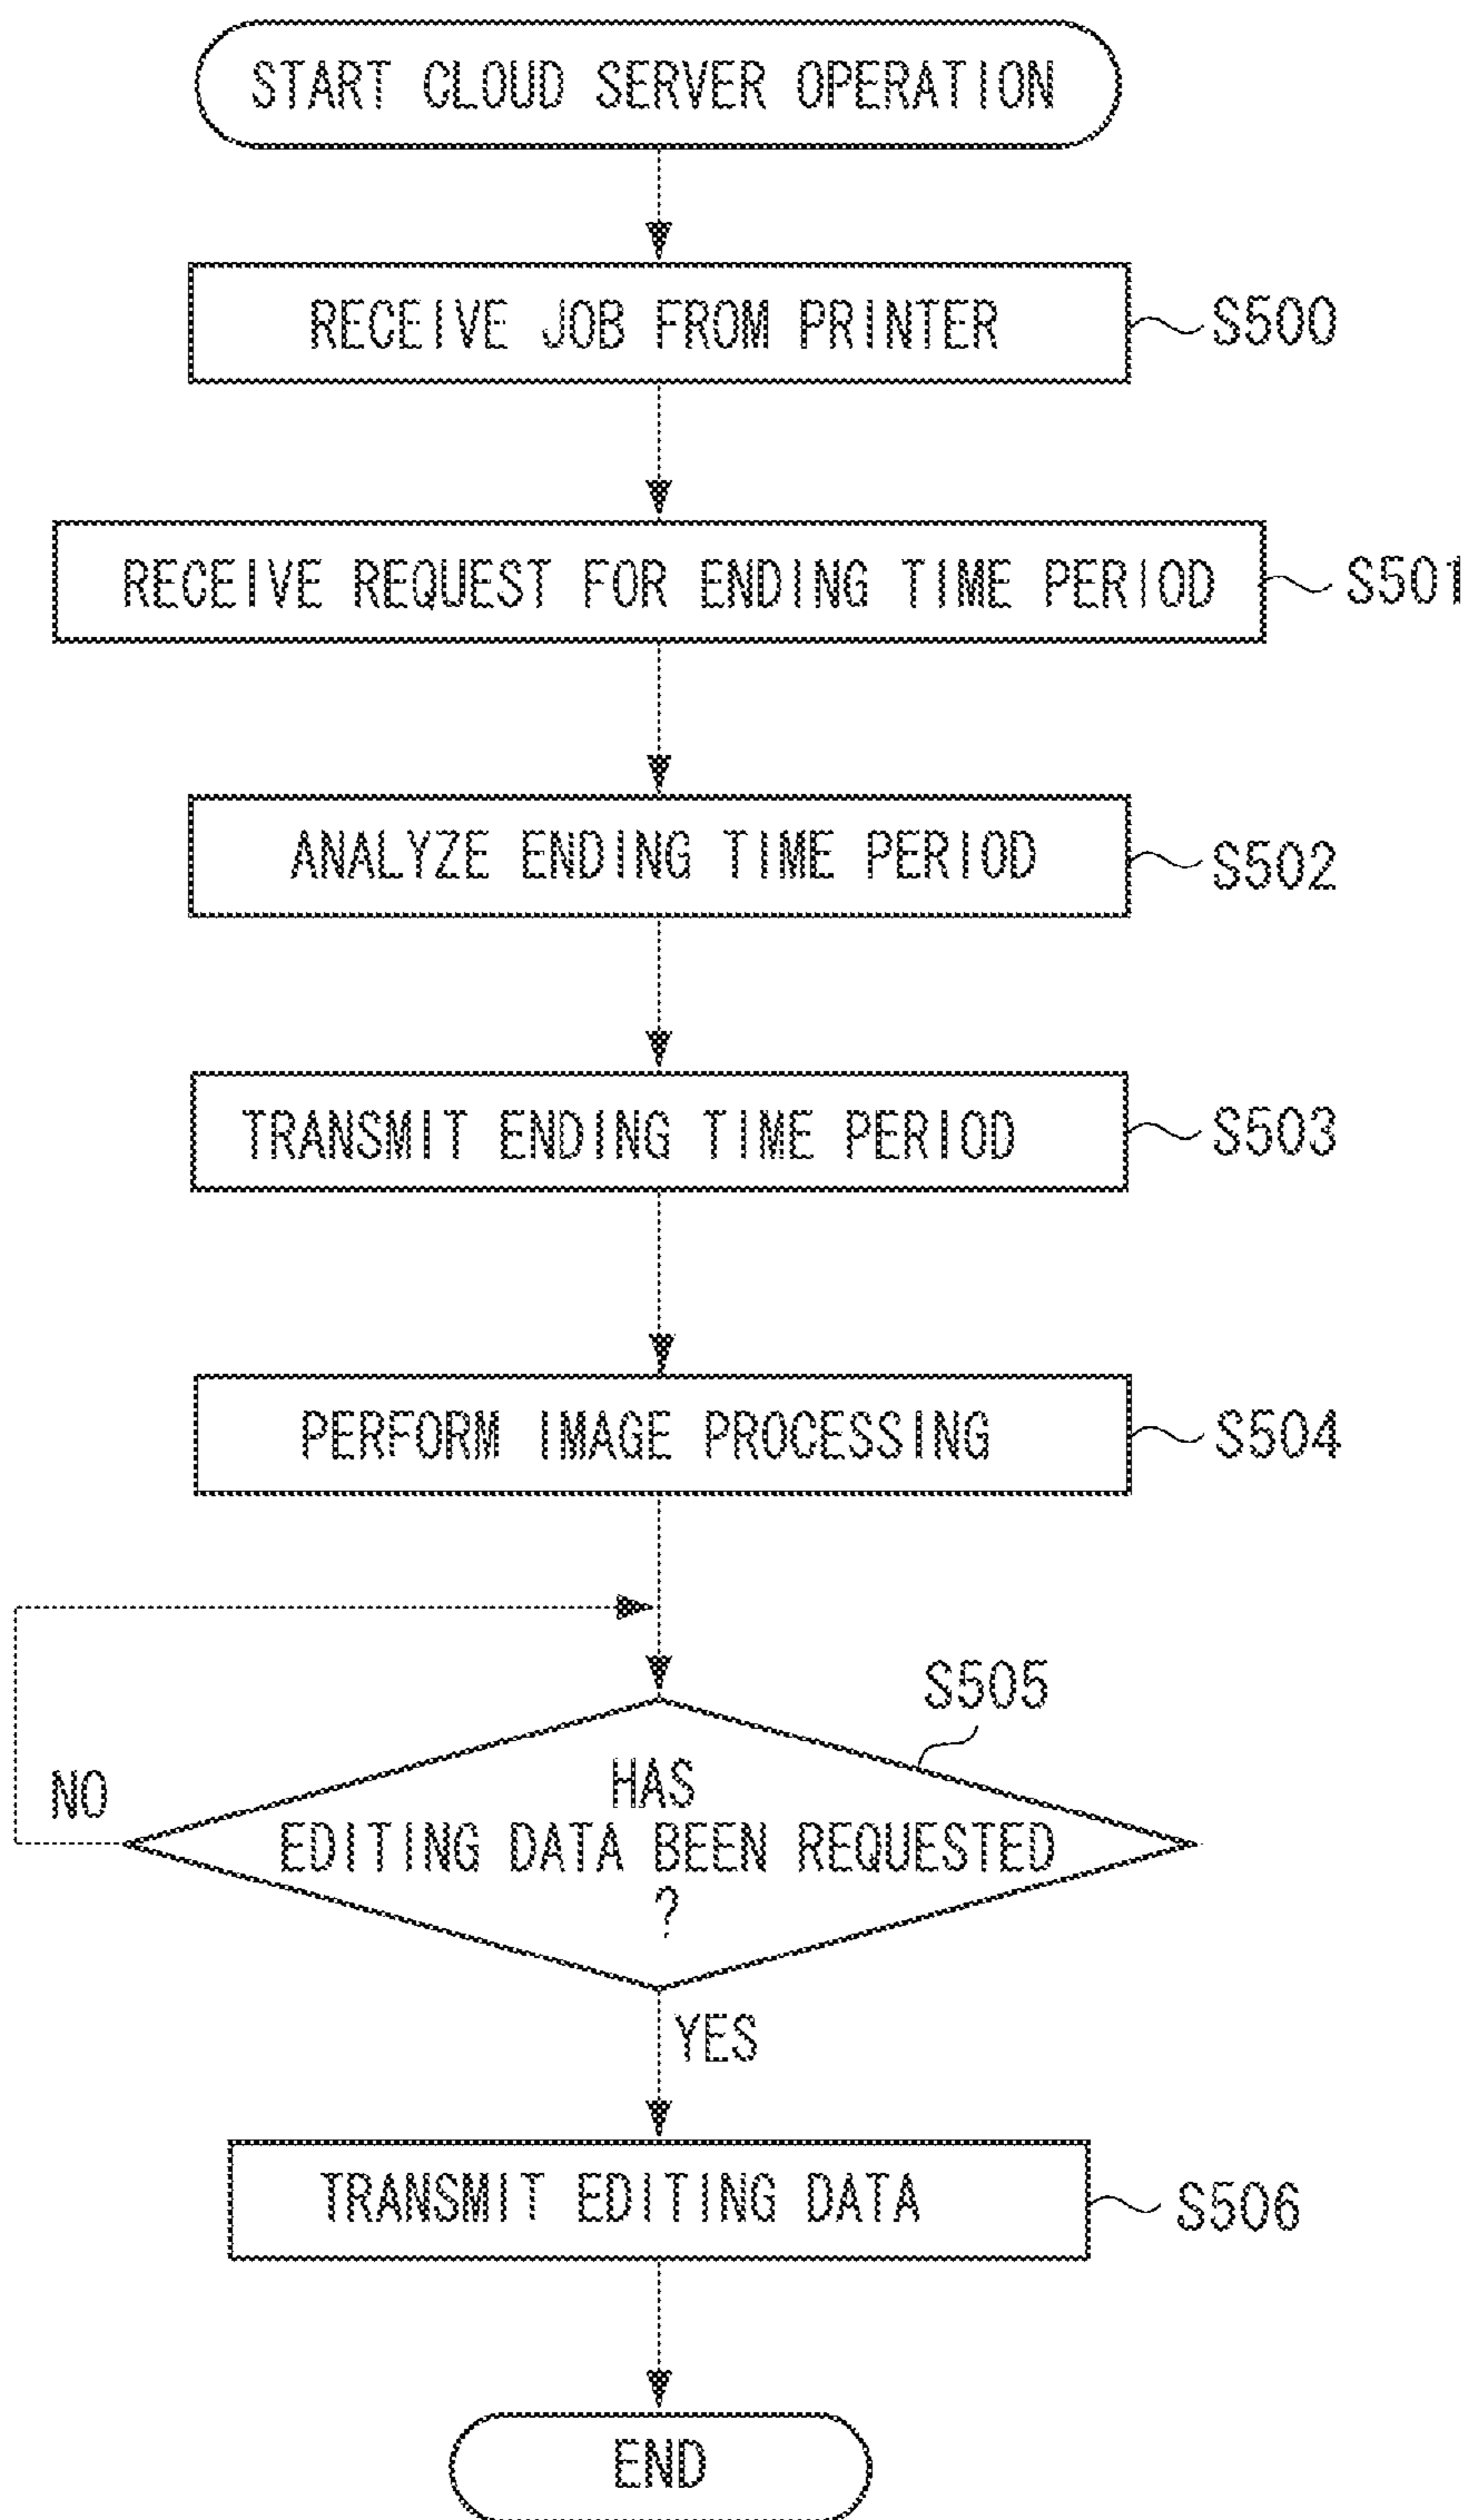 START CLOUD SERVER OPERATION
RECEIVE JOB FROM PRINTER
S500
RECEIVE REQUEST FOR ENDING TIME PERIOD
S501
ANALYZE ENDING TIME PERIOD
S502
TRANSMIT ENDING TIME PERIOD
S503
PERFORM IMAGE PROCESSING
S504
S505
HAS
EDITING DATA BEEN REQUESTED
?
NO
YES
TRANSMIT EDITING DATA
S506
END